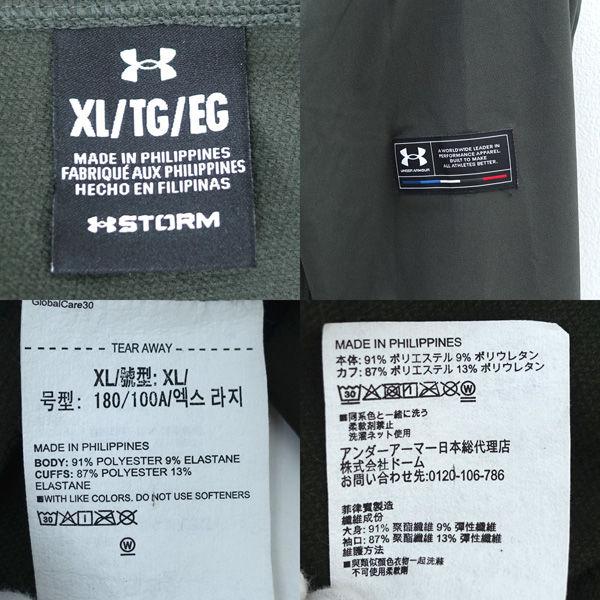 XL/TG/EG
MADE IN PHILIPPINES
FABRIQUÉ AUX PHILIPPINES
HECHO EN FILIPINAS
STORM
UNDER ARMOUR
A WORLDWIDE LEADER IN
PERFORMANCE APPAREL.
BUILT TO MAKE
ALL ATHLETES BETTER.
GlobalCare30
TEAR AWAY
XL/號型: XL/
号型: 180/100A/엑스 라지
MADE IN PHILIPPINES
BODY: 91% POLYESTER 9% ELASTANE
CUFFS: 87% POLYESTER 13%
ELASTANE
■WITH LIKE COLORS. DO NOT USE SOFTENERS
30
W
MADE IN PHILIPPINES
本体: 91% ポリエステル 9% ポリウレタン
カフ: 87% ポリエステル 13% ポリウレタン
30 W
■同系色と一緒に洗う
柔軟剤禁止
洗濯ネット使用
アンダーアーマー日本総代理店
株式会社ドーム
お問い合わせ先:0120-106-786
菲律賓製造
纖維成份
大身: 91% 聚酯纖維 9% 彈性纖維
袖口: 87% 聚酯纖維 13% 彈性纖維
維護方法
■與類似顏色衣物一起洗滌
不可使用柔軟劑